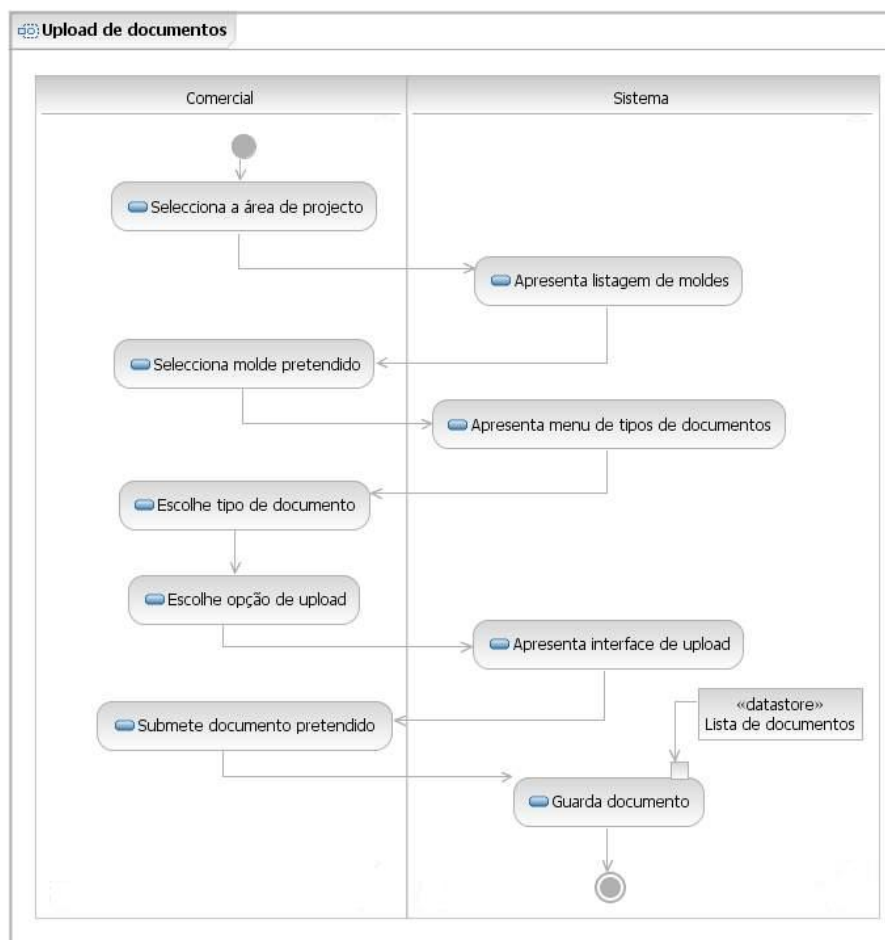 Upload de documentos
Comercial
Sistema
Selecciona a área de projecto
Apresenta listagem de moldes
Selecciona molde pretendido
Apresenta menu de tipos de documentos
Escolhe tipo de documento
Escolhe opção de upload
Apresenta interface de upload
Submete documento pretendido
«datastore»
Lista de documentos
Guarda documento